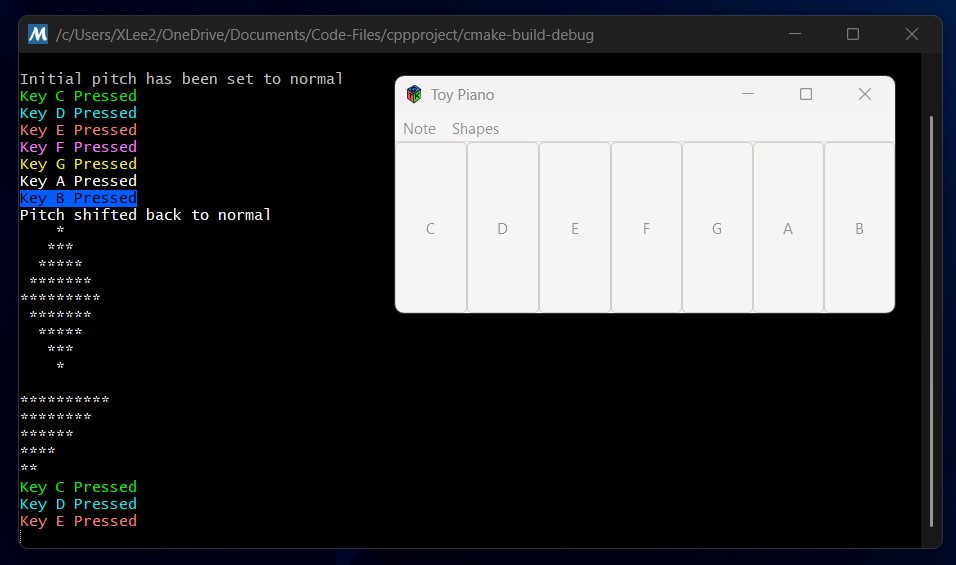 /c/Users/XLee2/OneDrive/Documents/Code-Files/cppproject/cmake-build-debug
Initial pitch has been set to normal
Key C Pressed
Key D Pressed
Key E Pressed
Key F Pressed
Key G Pressed
Key A Pressed
Key B Pressed
Pitch shifted back to normal
    *
   ***
  *****
 *******
*********
 *******
  *****
   ***
    *
**********
********
******
****
**
Key C Pressed
Key D Pressed
Key E Pressed
Toy Piano
Note Shapes
C D E F G A B